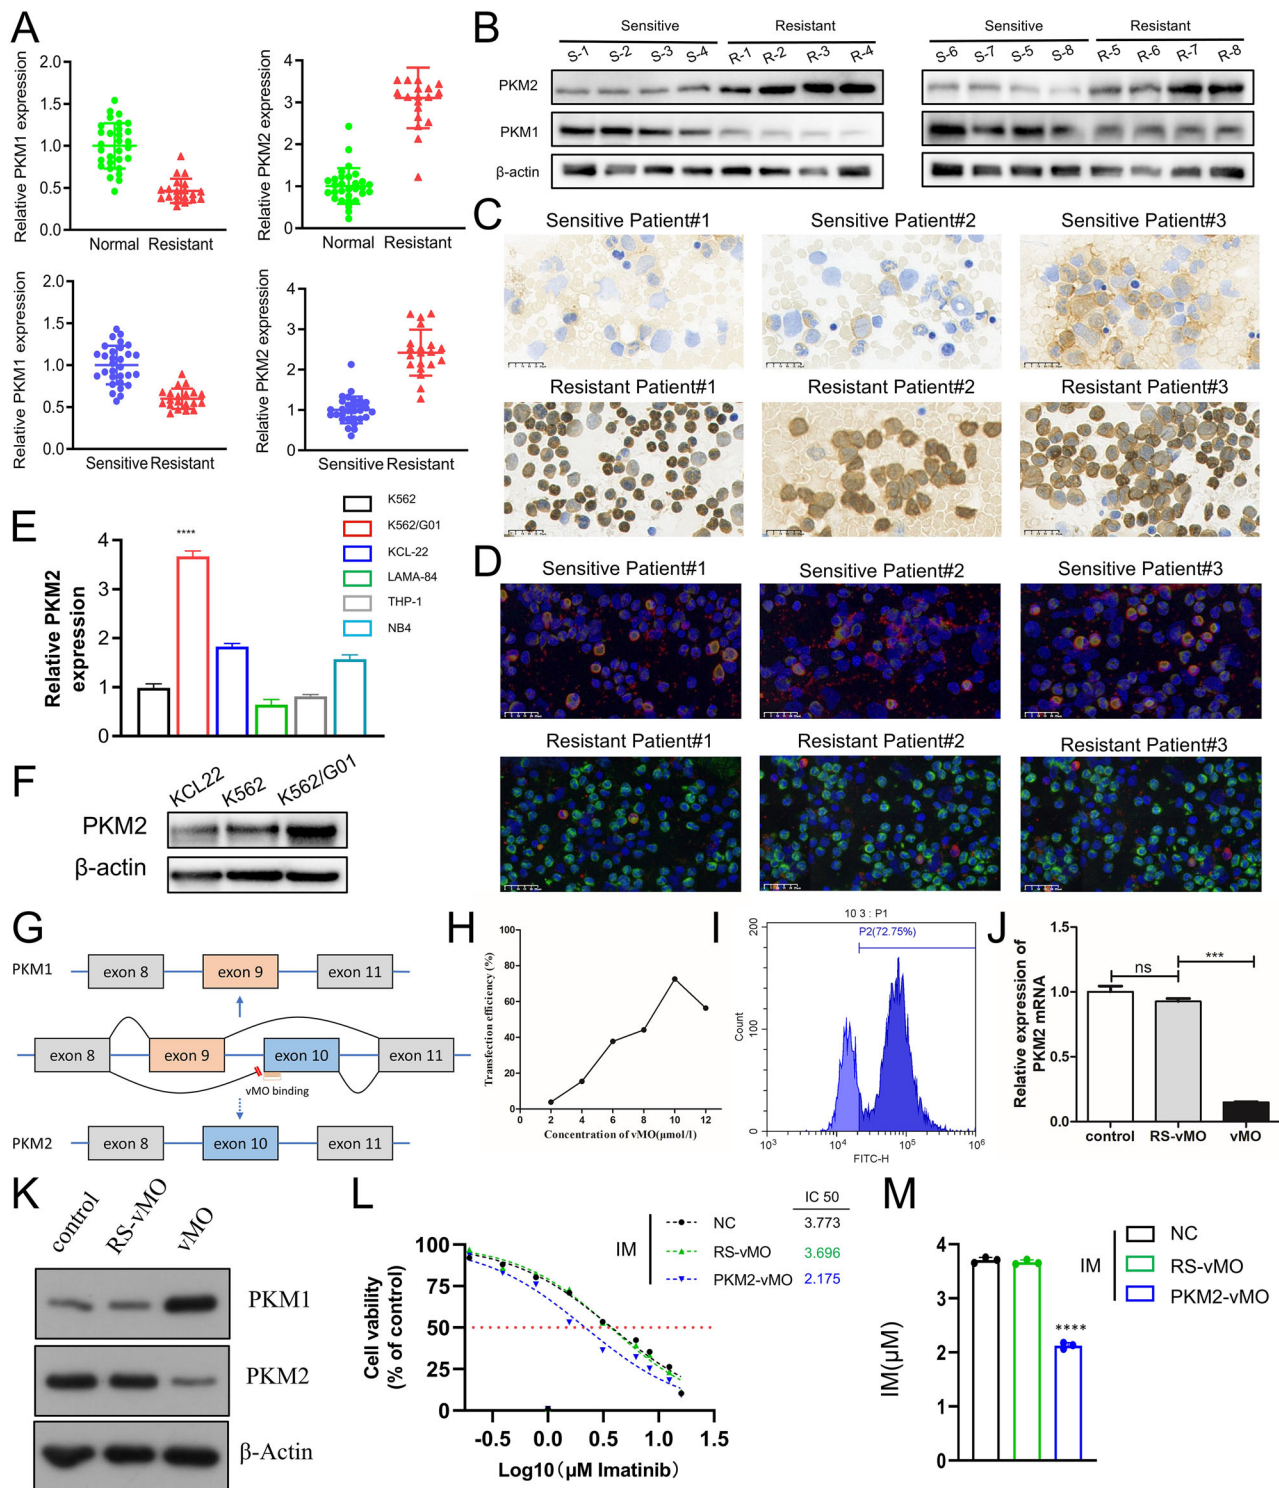 A
Relative PKM1 expression
2.0
1.5
1.0
0.5
0.0
Normal Resistant
Relative PKM2 expression
4
3
2
1
0
Normal Resistant
Relative PKM1 expression
2.0
1.5
1.0
0.5
0.0
Sensitive Resistant
Relative PKM2 expression
4
3
2
1
0
Sensitive Resistant
B
Sensitive Resistant
S-1 S-2 S-3 S-4 R-1 R-2 R-3 R-4
Sensitive Resistant
S-6 S-7 S-5 S-8 R-5 R-6 R-7 R-8
PKM2
PKM1
β-actin
C
Sensitive Patient#1 Sensitive Patient#2 Sensitive Patient#3
Resistant Patient#1 Resistant Patient#2 Resistant Patient#3
D
Sensitive Patient#1 Sensitive Patient#2 Sensitive Patient#3
Resistant Patient#1 Resistant Patient#2 Resistant Patient#3
E
Relative PKM2
expression
4
3
2
1
0
****
K562
K562/G01
KCL-22
LAMA-84
THP-1
NB4
F
KCL22 K562 K562/G01
PKM2
β-actin
G
PKM1 exon 8 exon 9 exon 11
exon 8 exon 9 exon 10 exon 11
vMO binding
PKM2 exon 8 exon 10 exon 11
H
Transfection efficiency (%)
100
80
60
40
20
0
0 2 4 6 8 10 12
Concentration of vMO(μmol/l)
I
10 3 : P1
P2(72.75%)
Count
200
100
0
10³ 10⁴ 10⁵ 10⁶
FITC-H
J
Relative expression of
PKM2 mRNA
1.5
1.0
0.5
0.0
ns
***
control RS-vMO vMO
K
control RS-vMO vMO
PKM1
PKM2
β-Actin
L
IC 50
IM
NC 3.773
RS-vMO 3.696
PKM2-vMO 2.175
Cell viability
(% of control)
100
75
50
25
0
-0.5 0.0 0.5 1.0 1.5
Log10（μM Imatinib）
M
IM
NC
RS-vMO
PKM2-vMO
IM(μM)
4
3
2
1
0
****